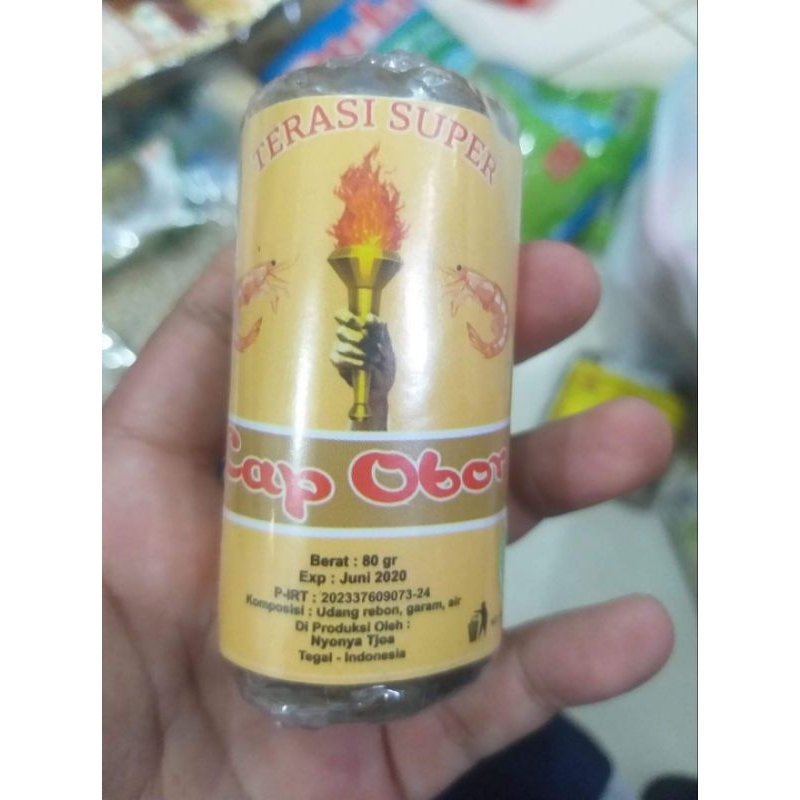 TERASI SUPER
Cap Obor
Berat : 80 gr
Exp : Juni 2020
P-IRT : 202337609073-24
Komposisi : Udang rebon, garam, air
Di Produksi Oleh :
Nyonya Tjoa
Tegal - Indonesia